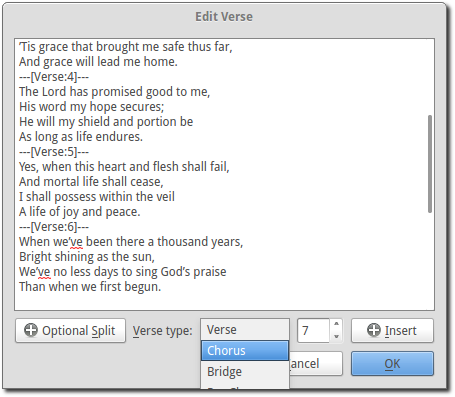 Edit Verse
'Tis grace that brought me safe thus far,
And grace will lead me home.
---[Verse:4]---
The Lord has promised good to me,
His word my hope secures;
He will my shield and portion be
As long as life endures.
---[Verse:5]---
Yes, when this heart and flesh shall fail,
And mortal life shall cease,
I shall possess within the veil
A life of joy and peace.
---[Verse:6]---
When we've been there a thousand years,
Bright shining as the sun,
We've no less days to sing God's praise
Than when we first begun.
Optional Split Verse type: Verse 7 Insert
Chorus
Bridge ancel OK